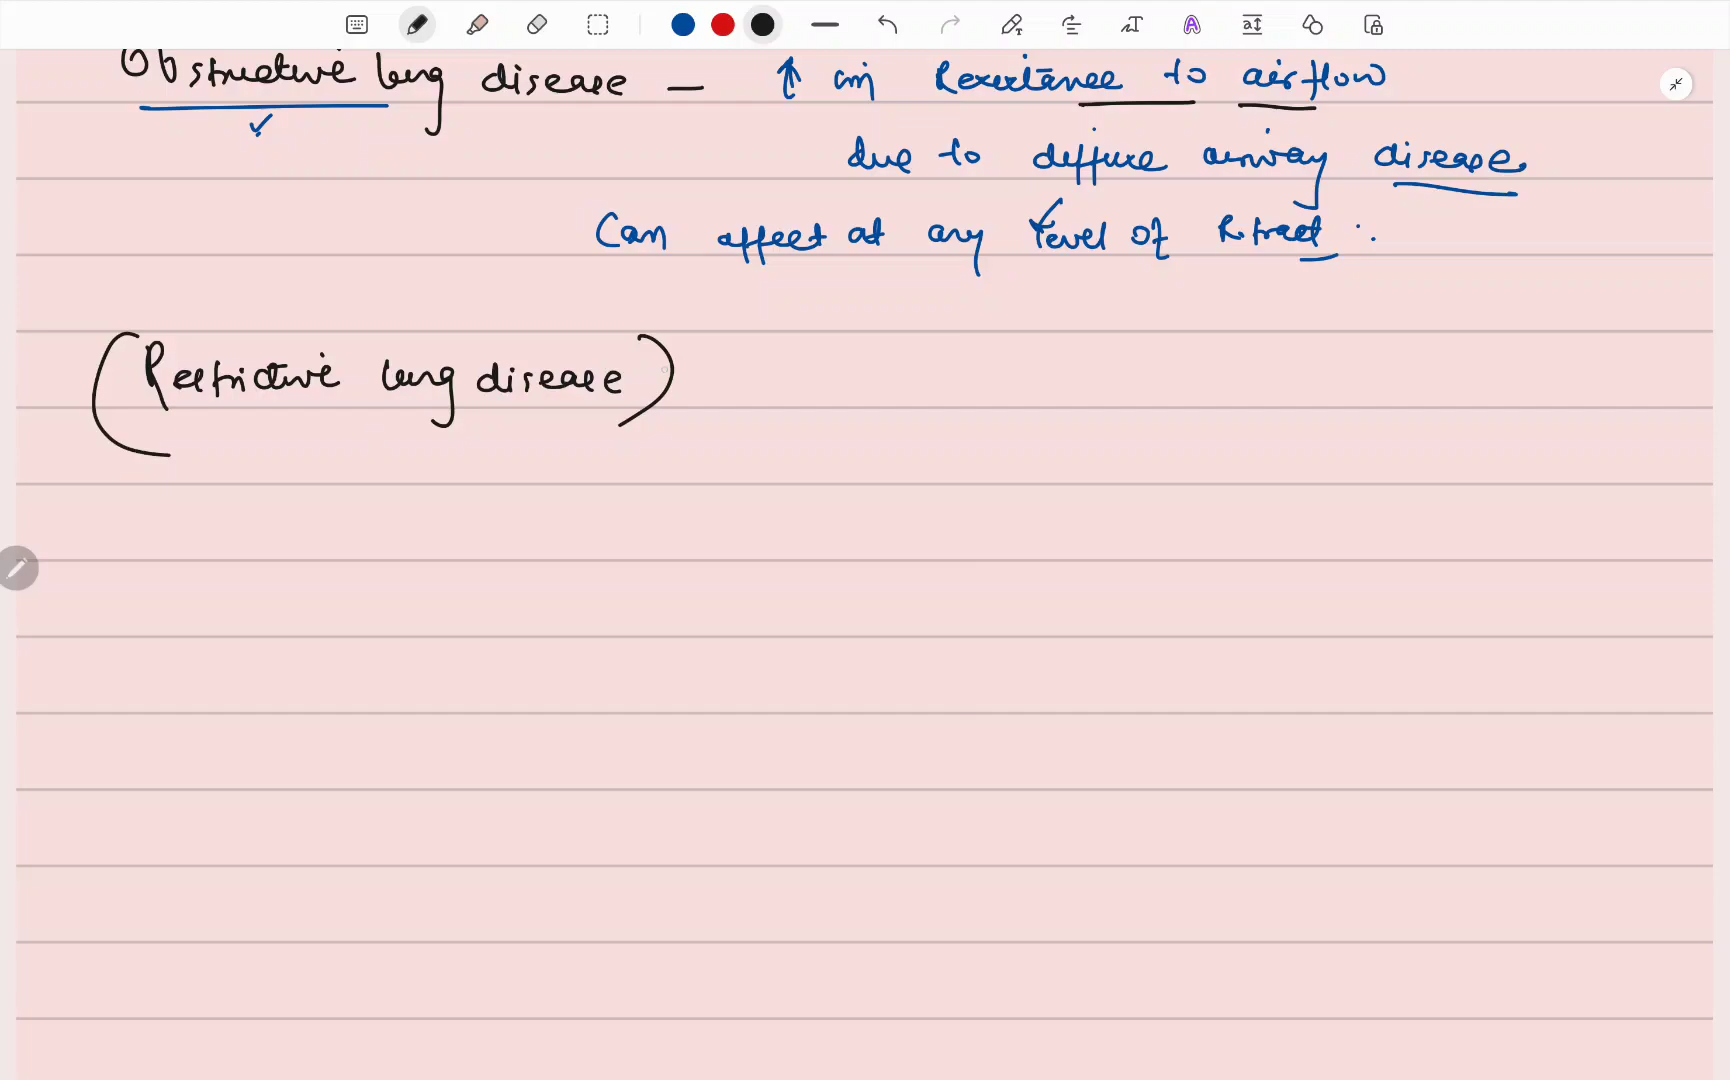 Obstructive lung disease — ↑ in Resistance to airflow
due to diffuse airway disease.
Can affect at any level of R. tract
(Restrictive lung disease)